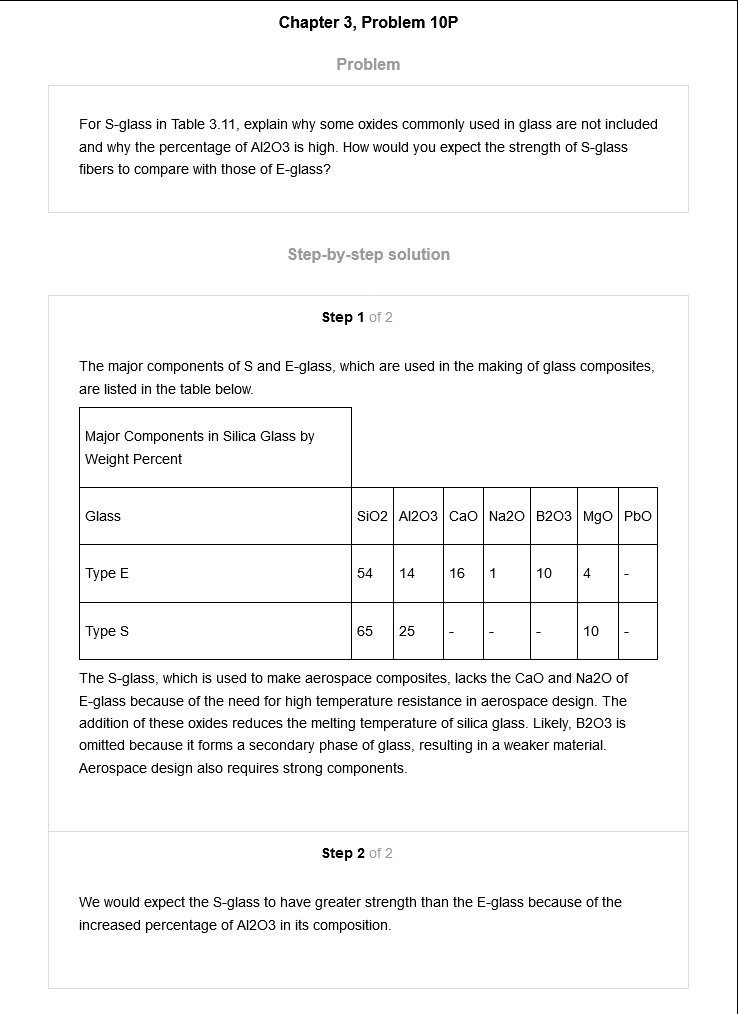 Chapter 3, Problem 10P
Problem
For S-glass in Table 3.11, explain why some oxides commonly used in glass are not included
and why the percentage of Al2O3 is high. How would you expect the strength of S-glass
fibers to compare with those of E-glass?
Step-by-step solution
Step 1 of 2
The major components of S and E-glass, which are used in the making of glass composites,
are listed in the table below.
Major Components in Silica Glass by
Weight Percent
Glass SiO2 Al2O3 CaO Na2O B2O3 MgO PbO
Type E 54 14 16 1 10 4 -
Type S 65 25 - - - 10 -
The S-glass, which is used to make aerospace composites, lacks the CaO and Na2O of
E-glass because of the need for high temperature resistance in aerospace design. The
addition of these oxides reduces the melting temperature of silica glass. Likely, B2O3 is
omitted because it forms a secondary phase of glass, resulting in a weaker material.
Aerospace design also requires strong components.
Step 2 of 2
We would expect the S-glass to have greater strength than the E-glass because of the
increased percentage of Al2O3 in its composition.